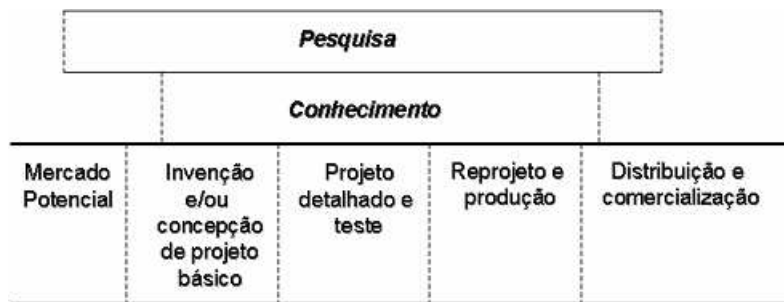 Pesquisa
Conhecimento
Mercado
Potencial
Invenção
e/ou
concepção
de projeto
básico
Projeto
detalhado e
teste
Reprojeto e
produção
Distribuição e
comercialização